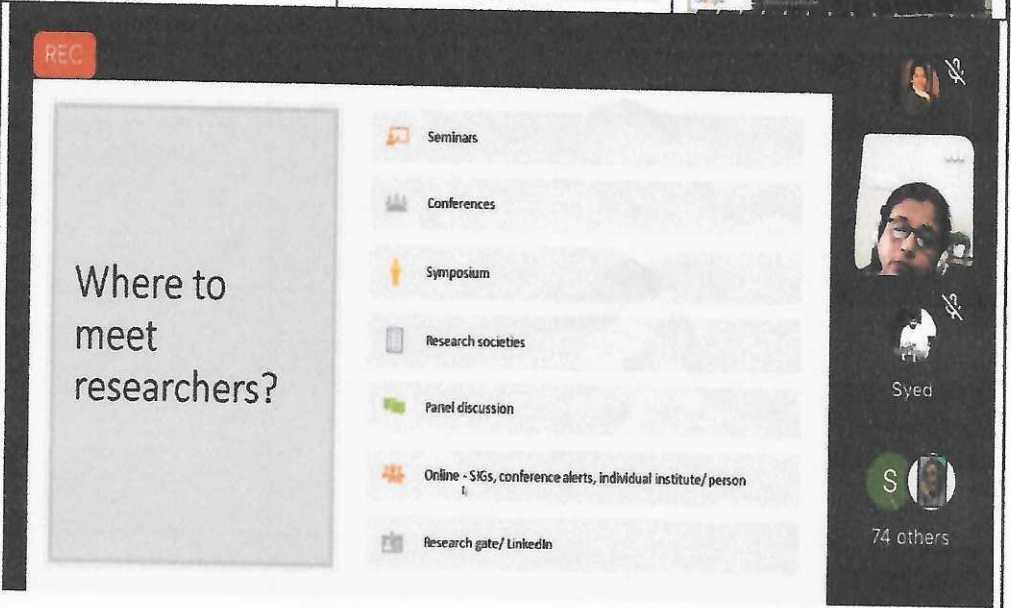 REC
Where to
meet
researchers?
Seminars
Conferences
Symposium
Research societies
Panel discussion
Online - SIGs, conference alerts, individual institute/ person
Research gate/ LinkedIn
Syed
S
74 others